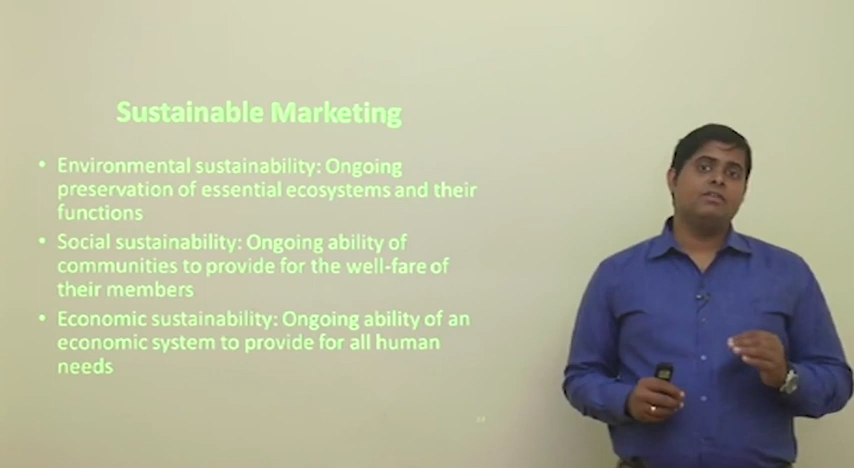 Sustainable Marketing
• Environmental sustainability: Ongoing
preservation of essential ecosystems and their
functions
• Social sustainability: Ongoing ability of
communities to provide for the well-fare of
their members
• Economic sustainability: Ongoing ability of an
economic system to provide for all human
needs